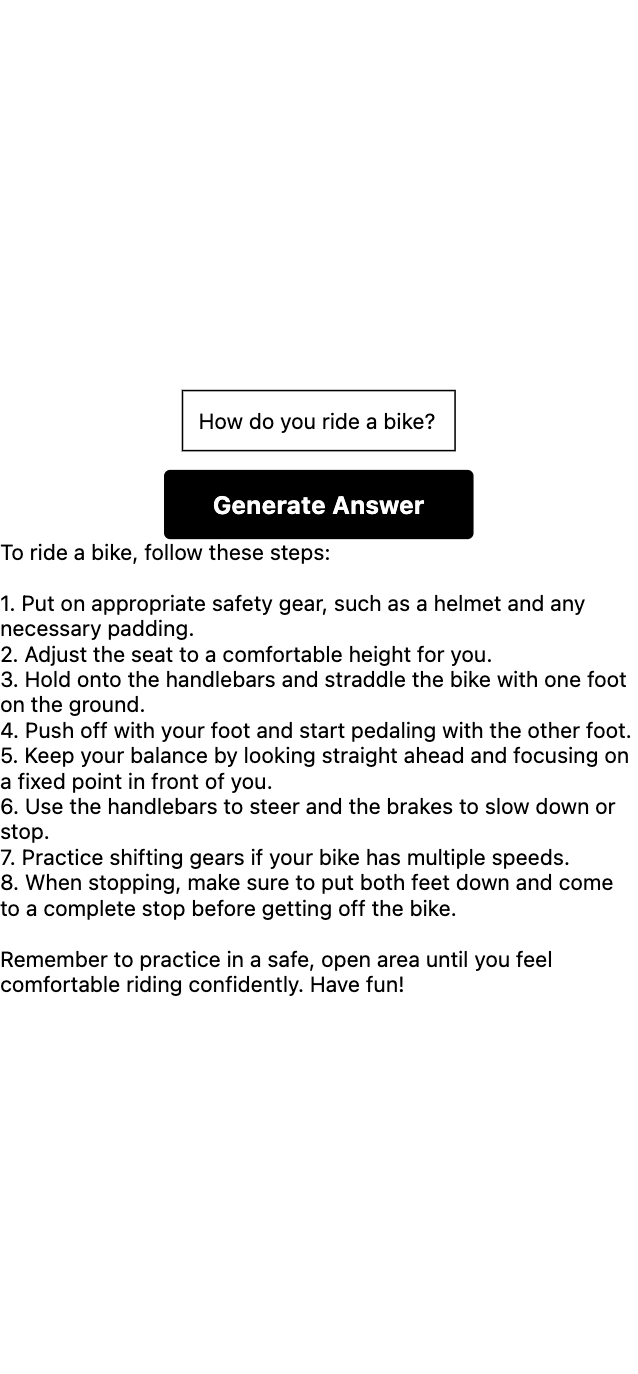 How do you ride a bike?
Generate Answer
To ride a bike, follow these steps:
1. Put on appropriate safety gear, such as a helmet and any
necessary padding.
2. Adjust the seat to a comfortable height for you.
3. Hold onto the handlebars and straddle the bike with one foot
on the ground.
4. Push off with your foot and start pedaling with the other foot.
5. Keep your balance by looking straight ahead and focusing on
a fixed point in front of you.
6. Use the handlebars to steer and the brakes to slow down or
stop.
7. Practice shifting gears if your bike has multiple speeds.
8. When stopping, make sure to put both feet down and come
to a complete stop before getting off the bike.
Remember to practice in a safe, open area until you feel
comfortable riding confidently. Have fun!